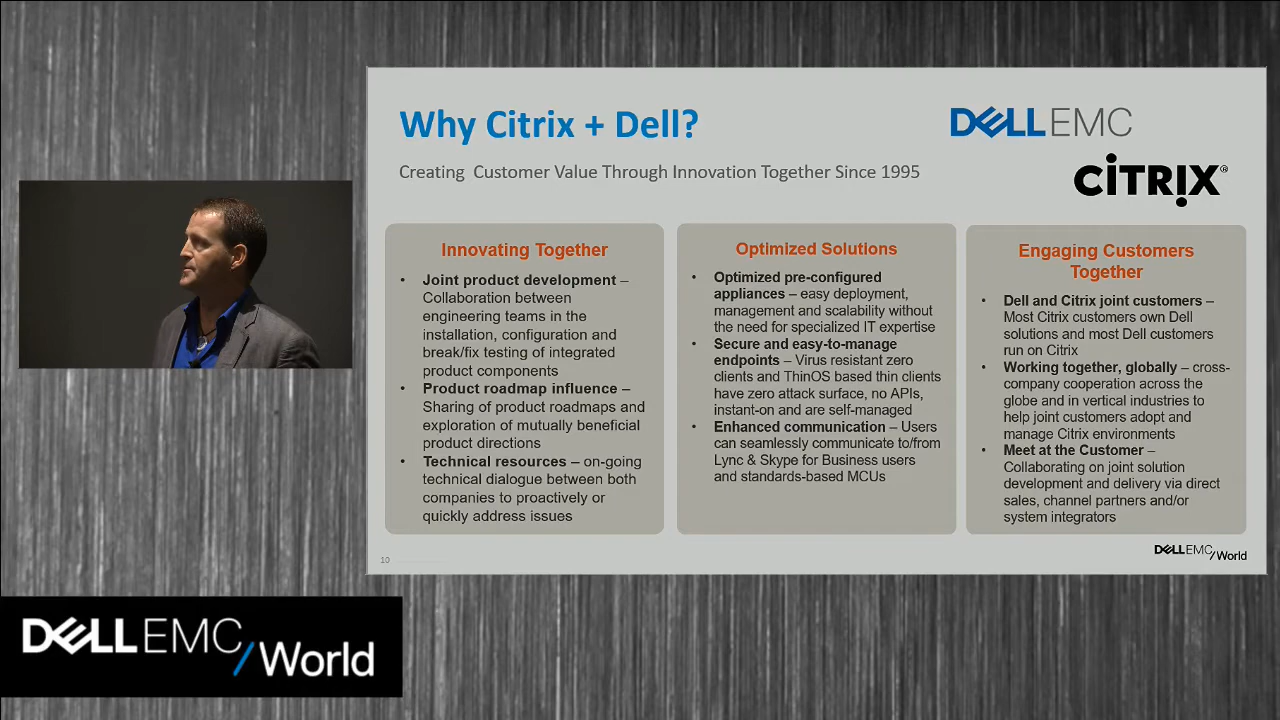 Why Citrix + Dell?
Creating Customer Value Through Innovation Together Since 1995
DELL EMC
CiTRIX®
Innovating Together
• Joint product development –
Collaboration between
engineering teams in the
installation, configuration and
break/fix testing of integrated
product components
• Product roadmap influence –
Sharing of product roadmaps and
exploration of mutually beneficial
product directions
• Technical resources – on-going
technical dialogue between both
companies to proactively or
quickly address issues
Optimized Solutions
• Optimized pre-configured
appliances – easy deployment,
management and scalability without
the need for specialized IT expertise
• Secure and easy-to-manage
endpoints – Virus resistant zero
clients and ThinOS based thin clients
have zero attack surface, no APIs,
instant-on and are self-managed
• Enhanced communication – Users
can seamlessly communicate to/from
Lync & Skype for Business users
and standards-based MCUs
Engaging Customers
Together
• Dell and Citrix joint customers –
Most Citrix customers own Dell
solutions and most Dell customers
run on Citrix
• Working together, globally – cross-
company cooperation across the
globe and in vertical industries to
help joint customers adopt and
manage Citrix environments
• Meet at the Customer –
Collaborating on joint solution
development and delivery via direct
sales, channel partners and/or
system integrators
10
DELL EMC/World
DELL EMC/World